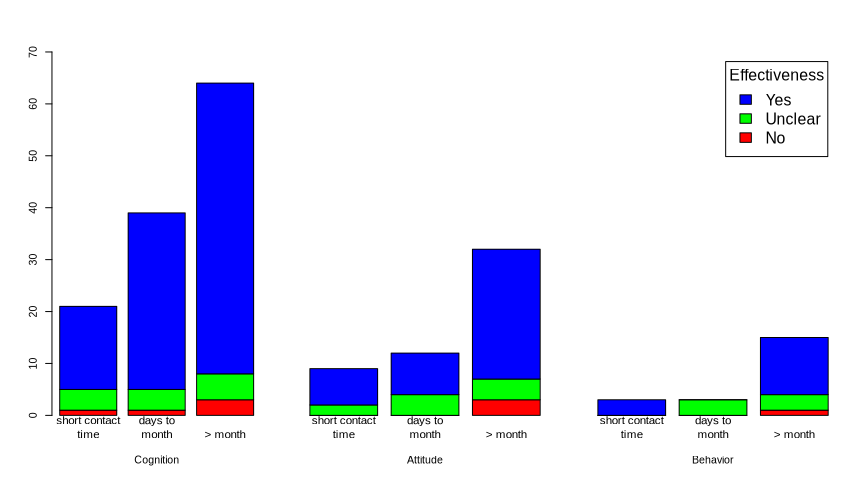 70
60
50
40
30
20
10
0
Effectiveness
Yes
Unclear
No
short contact
time
days to
month
> month
short contact
time
days to
month
> month
short contact
time
days to
month
> month
Cognition
Attitude
Behavior